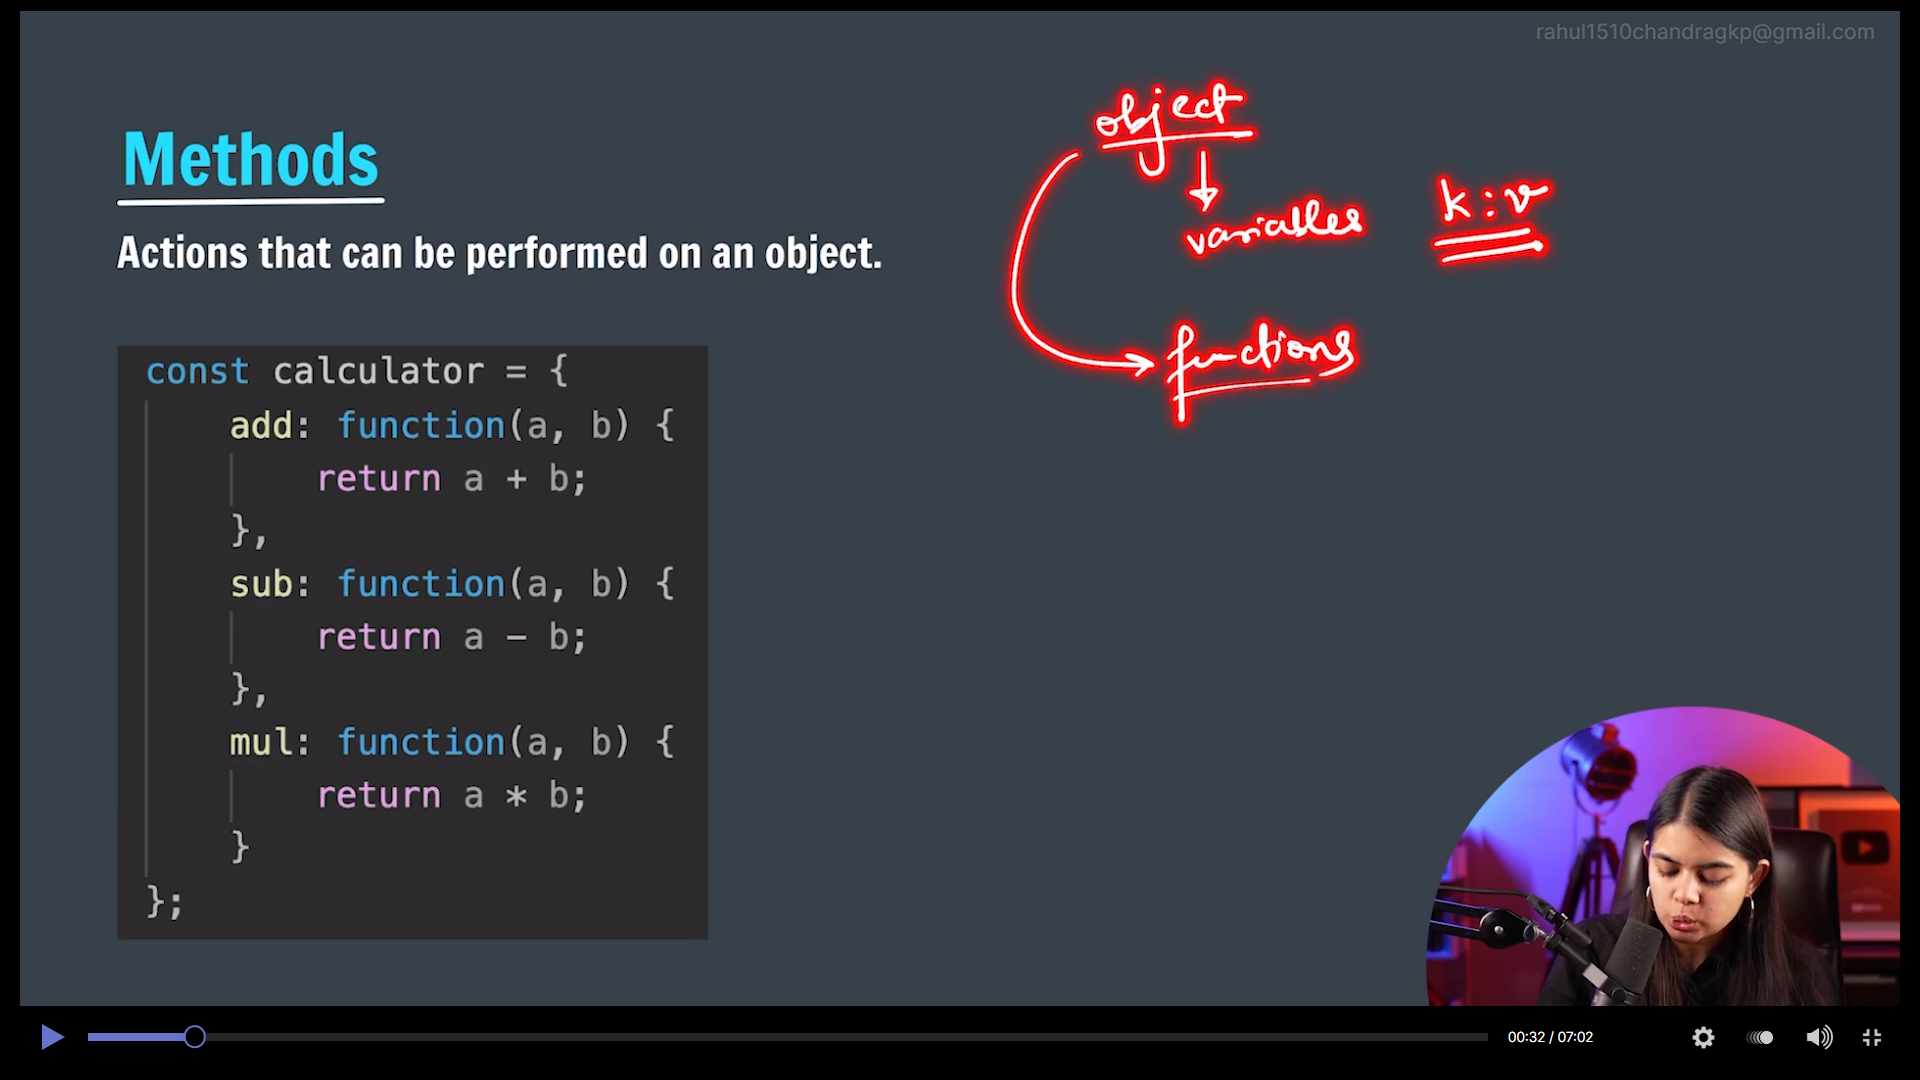 rahul1510chandragkp@gmail.com
object
Methods
variables
k:v
Actions that can be performed on an object.
functions
const calculator = {
add: function(a, b) {
return a + b;
},
sub: function(a, b) {
return a - b;
},
mul: function(a, b) {
return a * b;
}
};
00:32 / 07:02